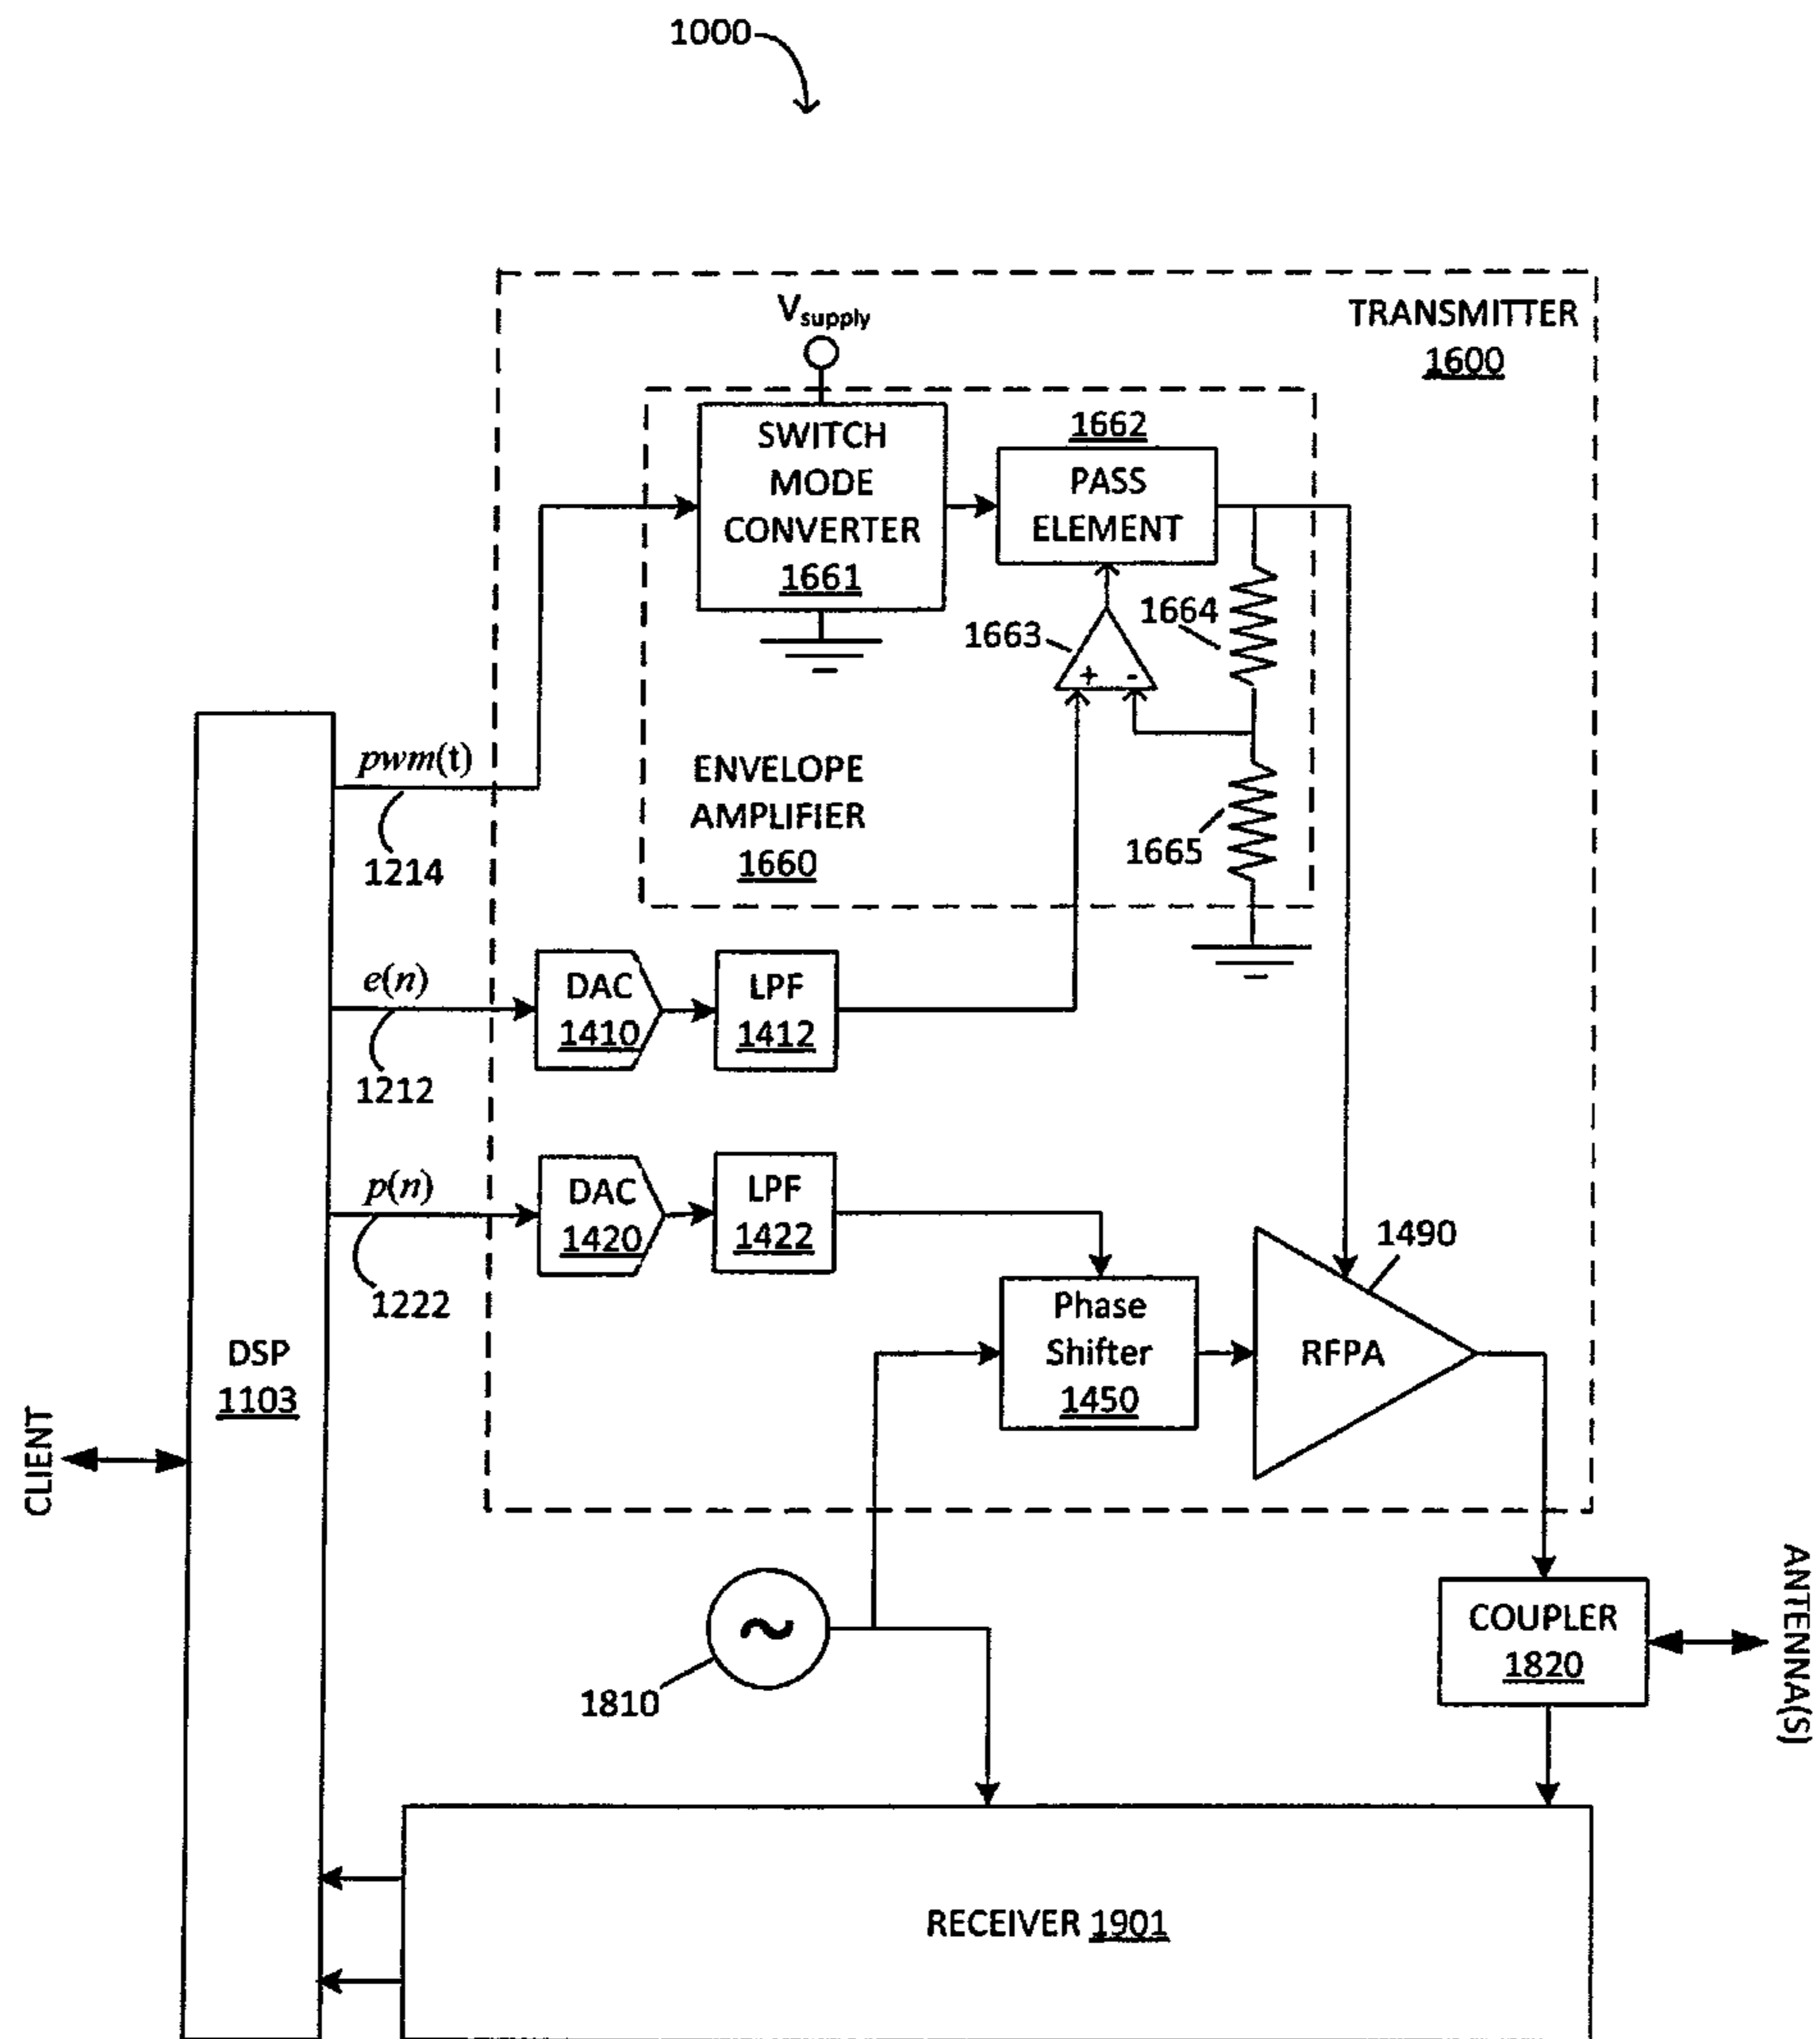 1000
TRANSMITTER
1600
Vsupply
SWITCH
MODE
CONVERTER
1661
1662
PASS
ELEMENT
1663
+ -
1664
1665
ENVELOPE
AMPLIFIER
1660
pwm(t)
1214
e(n)
1212
DAC
1410
LPF
1412
p(n)
1222
DAC
1420
LPF
1422
Phase
Shifter
1450
RFPA
1490
DSP
1103
CLIENT
~
1810
COUPLER
1820
ANTENNA(S)
RECEIVER 1901